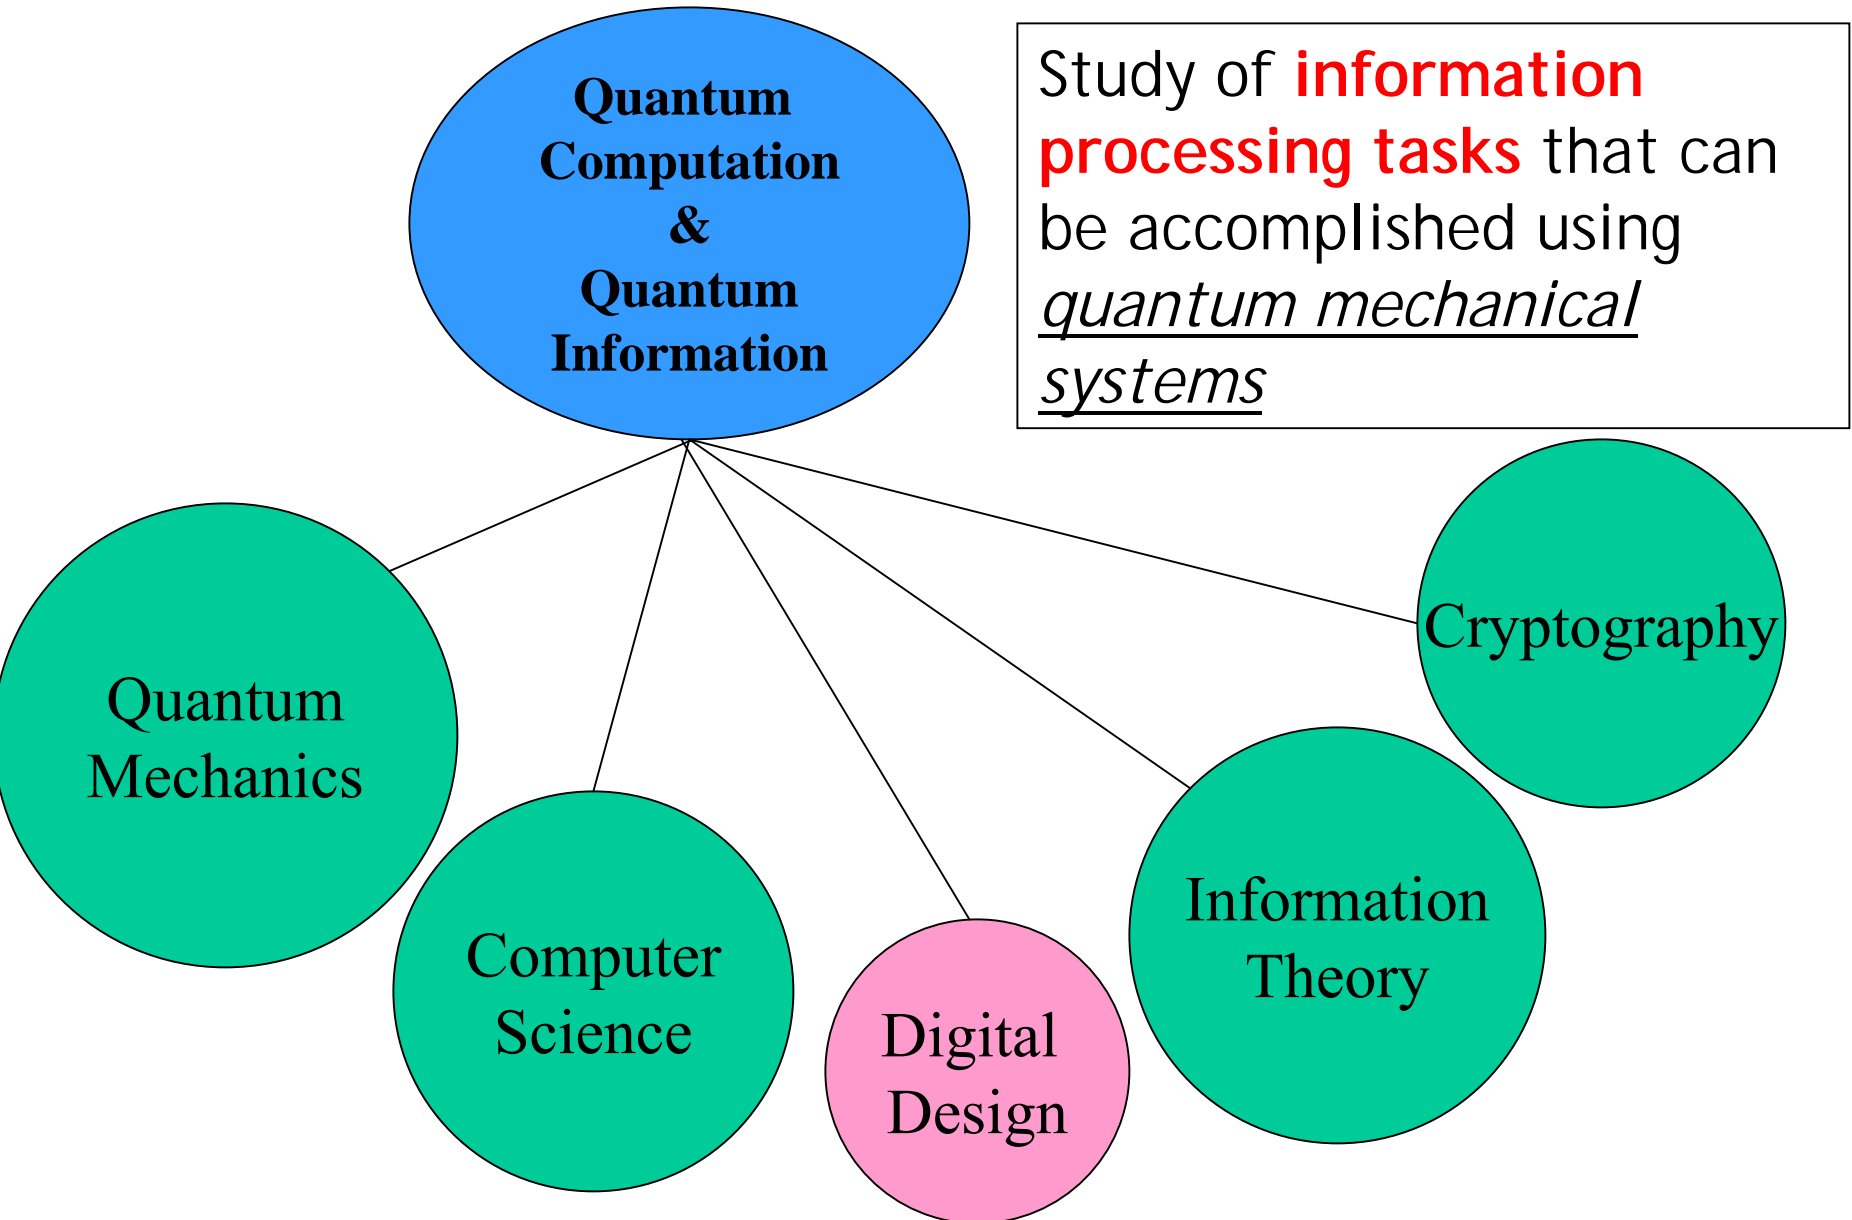 Quantum
Computation
&
Quantum
Information
Study of information
processing tasks that can
be accomplished using
quantum mechanical
systems
Quantum
Mechanics
Computer
Science
Digital
Design
Information
Theory
Cryptography